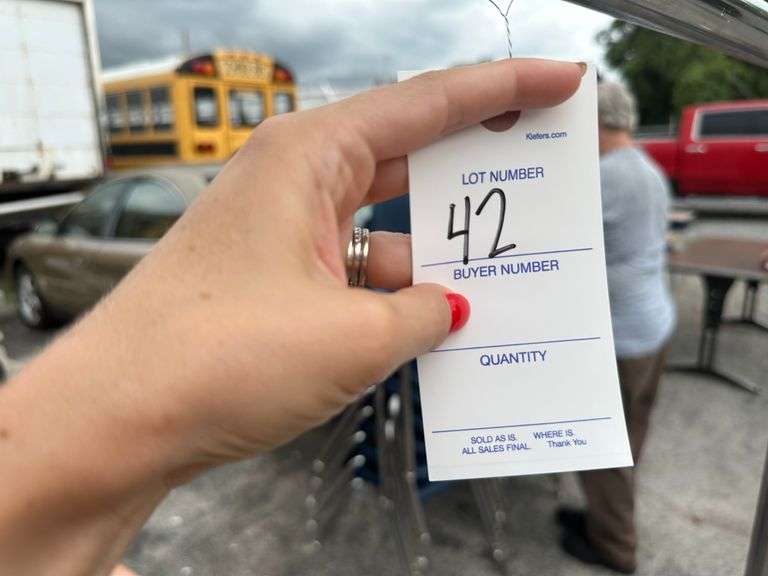 Kiefers.com
LOT NUMBER
42
BUYER NUMBER
QUANTITY
SOLD AS IS. WHERE IS.
ALL SALES FINAL. Thank You